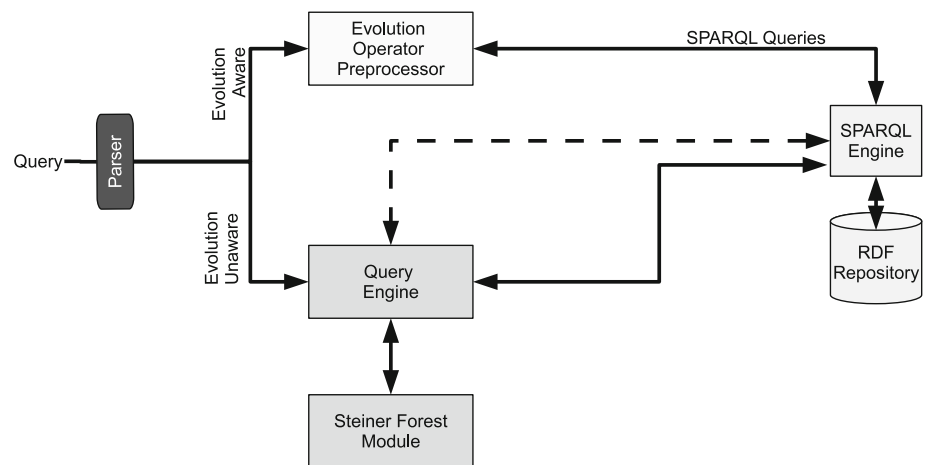 Evolution
Operator
Preprocessor
SPARQL Queries
Evolution
Aware
Query
Parser
SPARQL
Engine
Evolution
Unaware
Query
Engine
RDF
Repository
Steiner Forest
Module